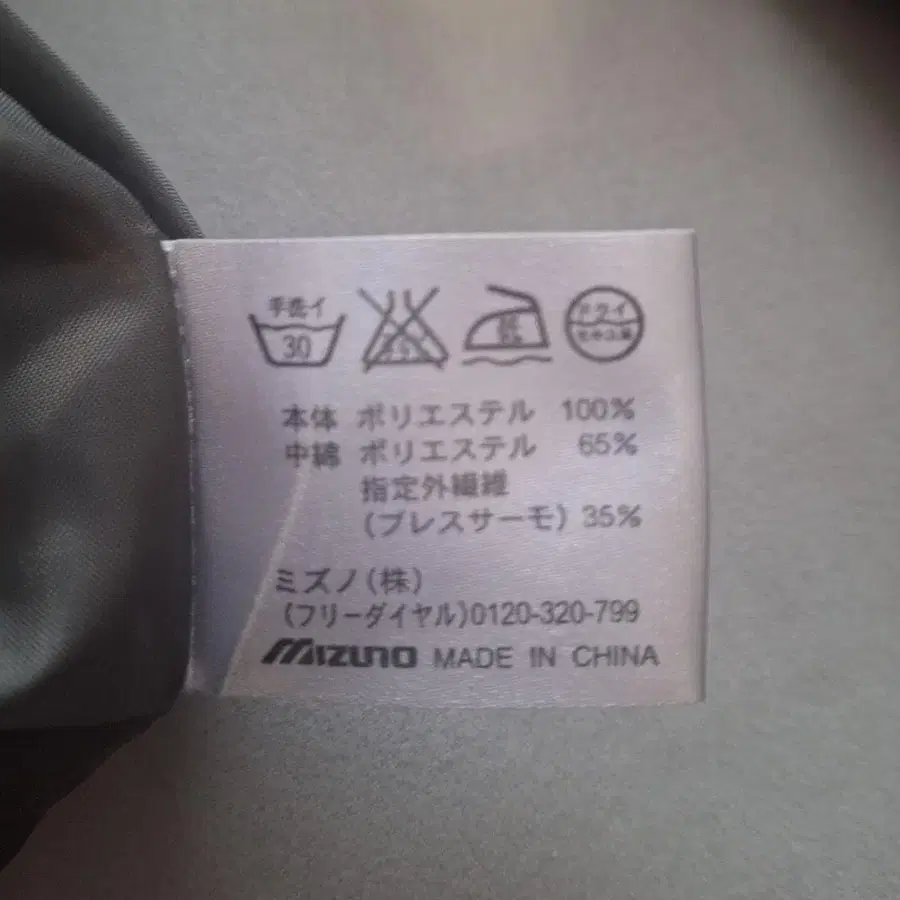 手洗イ
30
ドライ
本体 ポリエステル 100%
中綿 ポリエステル 65%
指定外繊維
(ブレスサーモ) 35%
ミズノ(株)
(フリーダイヤル)0120-320-799
MIZUNO MADE IN CHINA